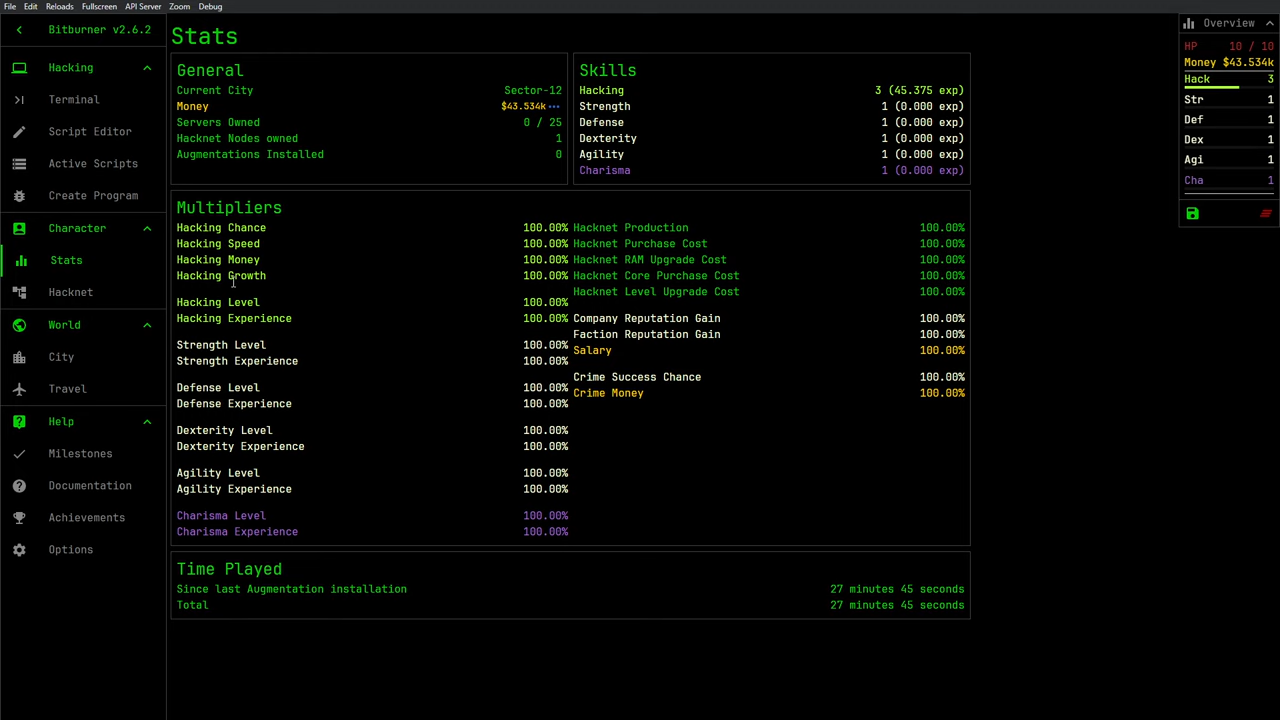 File Edit Reloads Fullscreen API Server Zoom Debug
Bitburner v2.6.2
Hacking
Terminal
Script Editor
Active Scripts
Create Program
Character
Stats
Hacknet
World
City
Travel
Help
Milestones
Documentation
Achievements
Options
Stats
General
Current City Sector-12
Money $43.534k
Servers Owned 0 / 25
Hacknet Nodes owned 1
Augmentations Installed 0
Skills
Hacking 3 (45.375 exp)
Strength 1 (0.000 exp)
Defense 1 (0.000 exp)
Dexterity 1 (0.000 exp)
Agility 1 (0.000 exp)
Charisma 1 (0.000 exp)
Multipliers
Hacking Chance 100.00%
Hacking Speed 100.00%
Hacking Money 100.00%
Hacking Growth 100.00%
Hacking Level 100.00%
Hacking Experience 100.00%
Strength Level 100.00%
Strength Experience 100.00%
Defense Level 100.00%
Defense Experience 100.00%
Dexterity Level 100.00%
Dexterity Experience 100.00%
Agility Level 100.00%
Agility Experience 100.00%
Charisma Level 100.00%
Charisma Experience 100.00%
Hacknet Production 100.00%
Hacknet Purchase Cost 100.00%
Hacknet RAM Upgrade Cost 100.00%
Hacknet Core Purchase Cost 100.00%
Hacknet Level Upgrade Cost 100.00%
Company Reputation Gain 100.00%
Faction Reputation Gain 100.00%
Salary 100.00%
Crime Success Chance 100.00%
Crime Money 100.00%
Time Played
Since last Augmentation installation 27 minutes 45 seconds
Total 27 minutes 45 seconds
Overview
HP 10 / 10
Money $43.534k
Hack 3
Str 1
Def 1
Dex 1
Agi 1
Cha 1